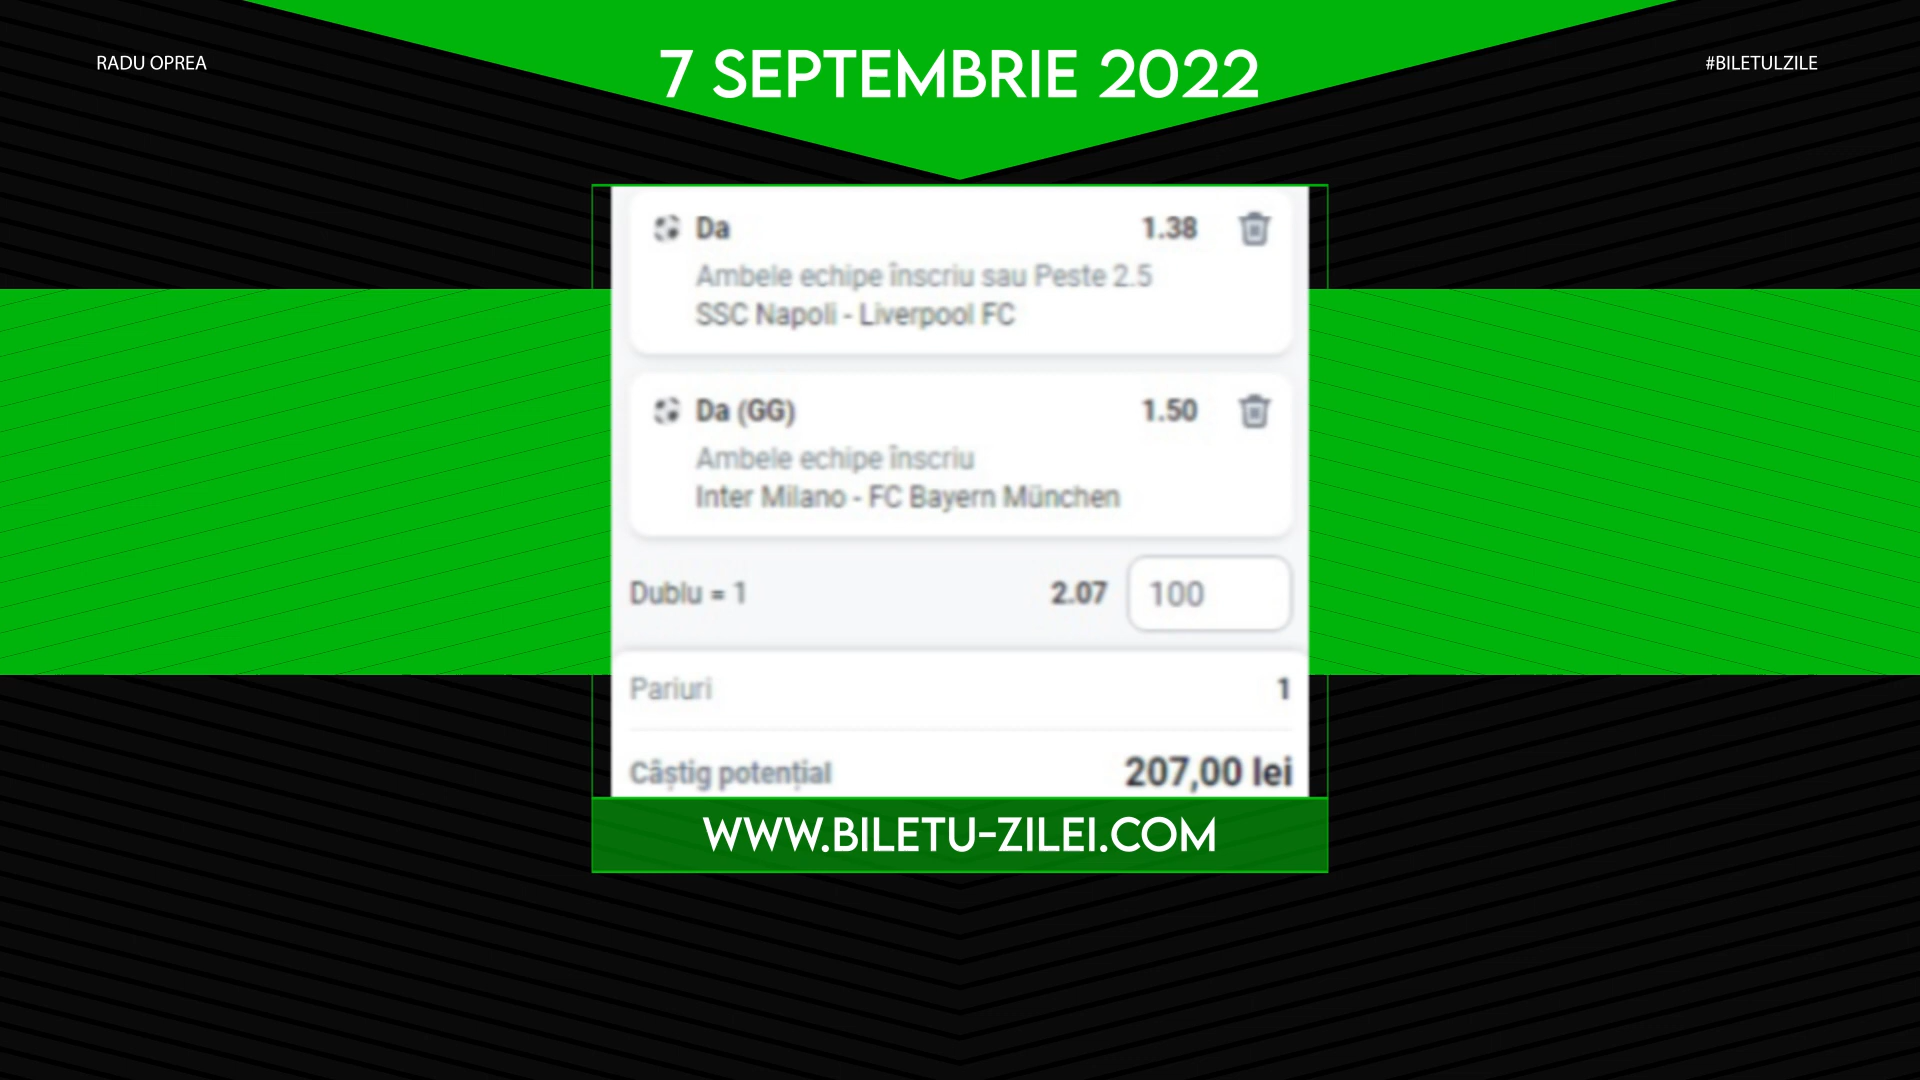 RADU OPREA
7 SEPTEMBRIE 2022
#BILETULZILE
Da 1.38
Ambele echipe înscriu sau Peste 2.5
SSC Napoli - Liverpool FC
Da (GG) 1.50
Ambele echipe înscriu
Inter Milano - FC Bayern München
Dublu = 1 2.07 100
Pariuri 1
Câștig potențial 207,00 lei
WWW.BILETU-ZILEI.COM